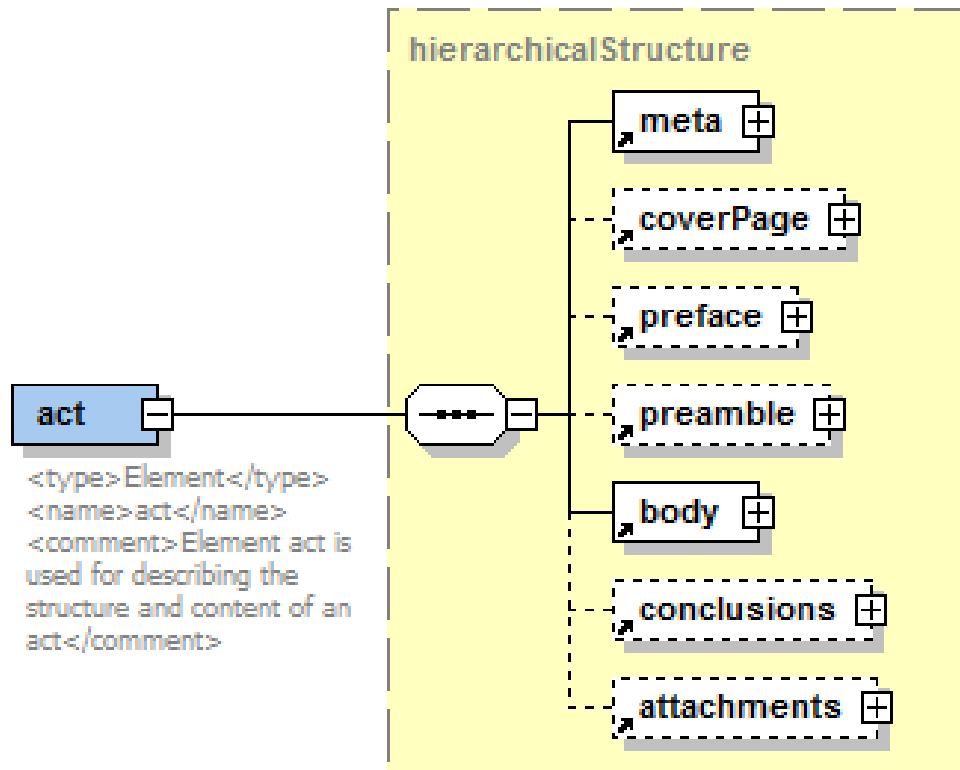 hierarchicalStructure
meta
coverPage
preface
act
preamble
<type>Element</type>
<name>act</name>
<comment>Element act is
used for describing the
structure and content of an
act</comment>
body
conclusions
attachments